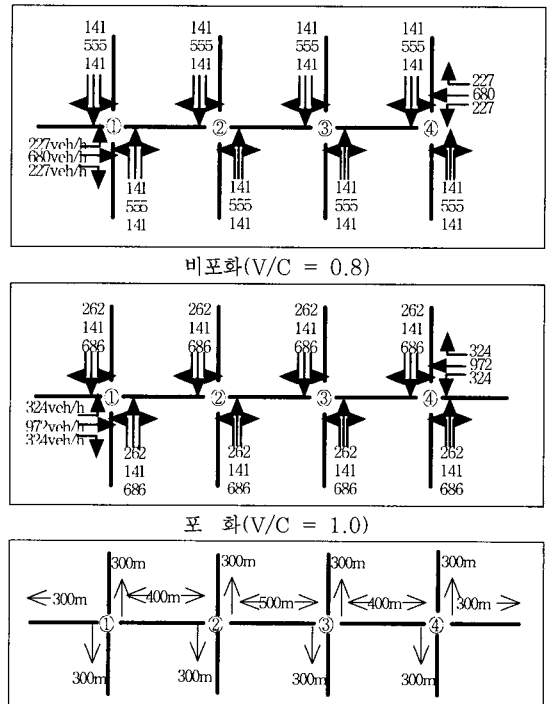 141 141 141 141
555 555 555 555
141 141 141 141
227
680
227
① ② ③ ④
227veh/h
680veh/h
227veh/h
141 141 141 141
555 555 555 555
141 141 141 141
비포화(V/C = 0.8)
262 262 262 262
141 141 141 141
686 686 686 686
324
972
324
① ② ③ ④
324veh/h
972veh/h
324veh/h
262 262 262 262
141 141 141 141
686 686 686 686
포 화(V/C = 1.0)
300m 300m 300m 300m
300m 400m 500m 400m 300m
① ② ③ ④
300m 300m 300m 300m